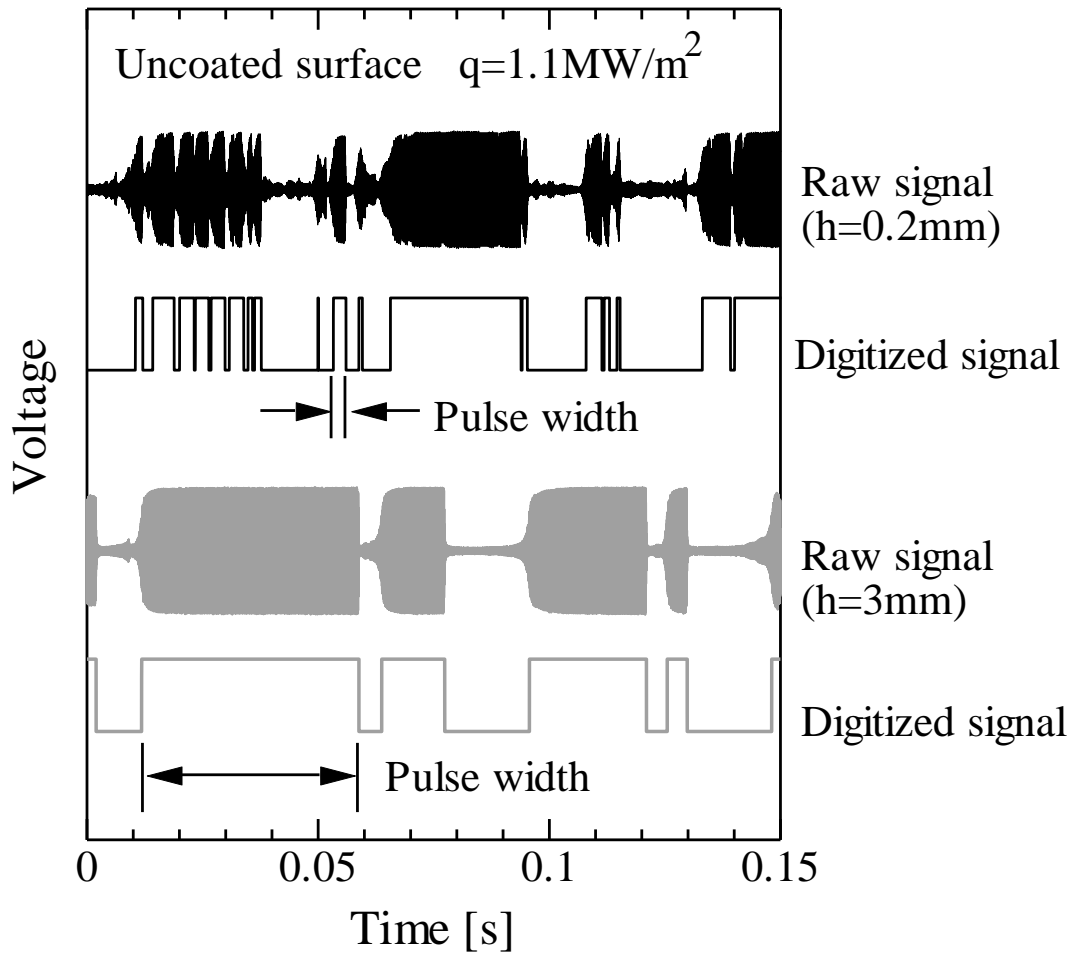 Uncoated surface q=1.1MW/m²
Raw signal
(h=0.2mm)
Digitized signal
Pulse width
Voltage
Raw signal
(h=3mm)
Digitized signal
Pulse width
0 0.05 0.1 0.15
Time [s]